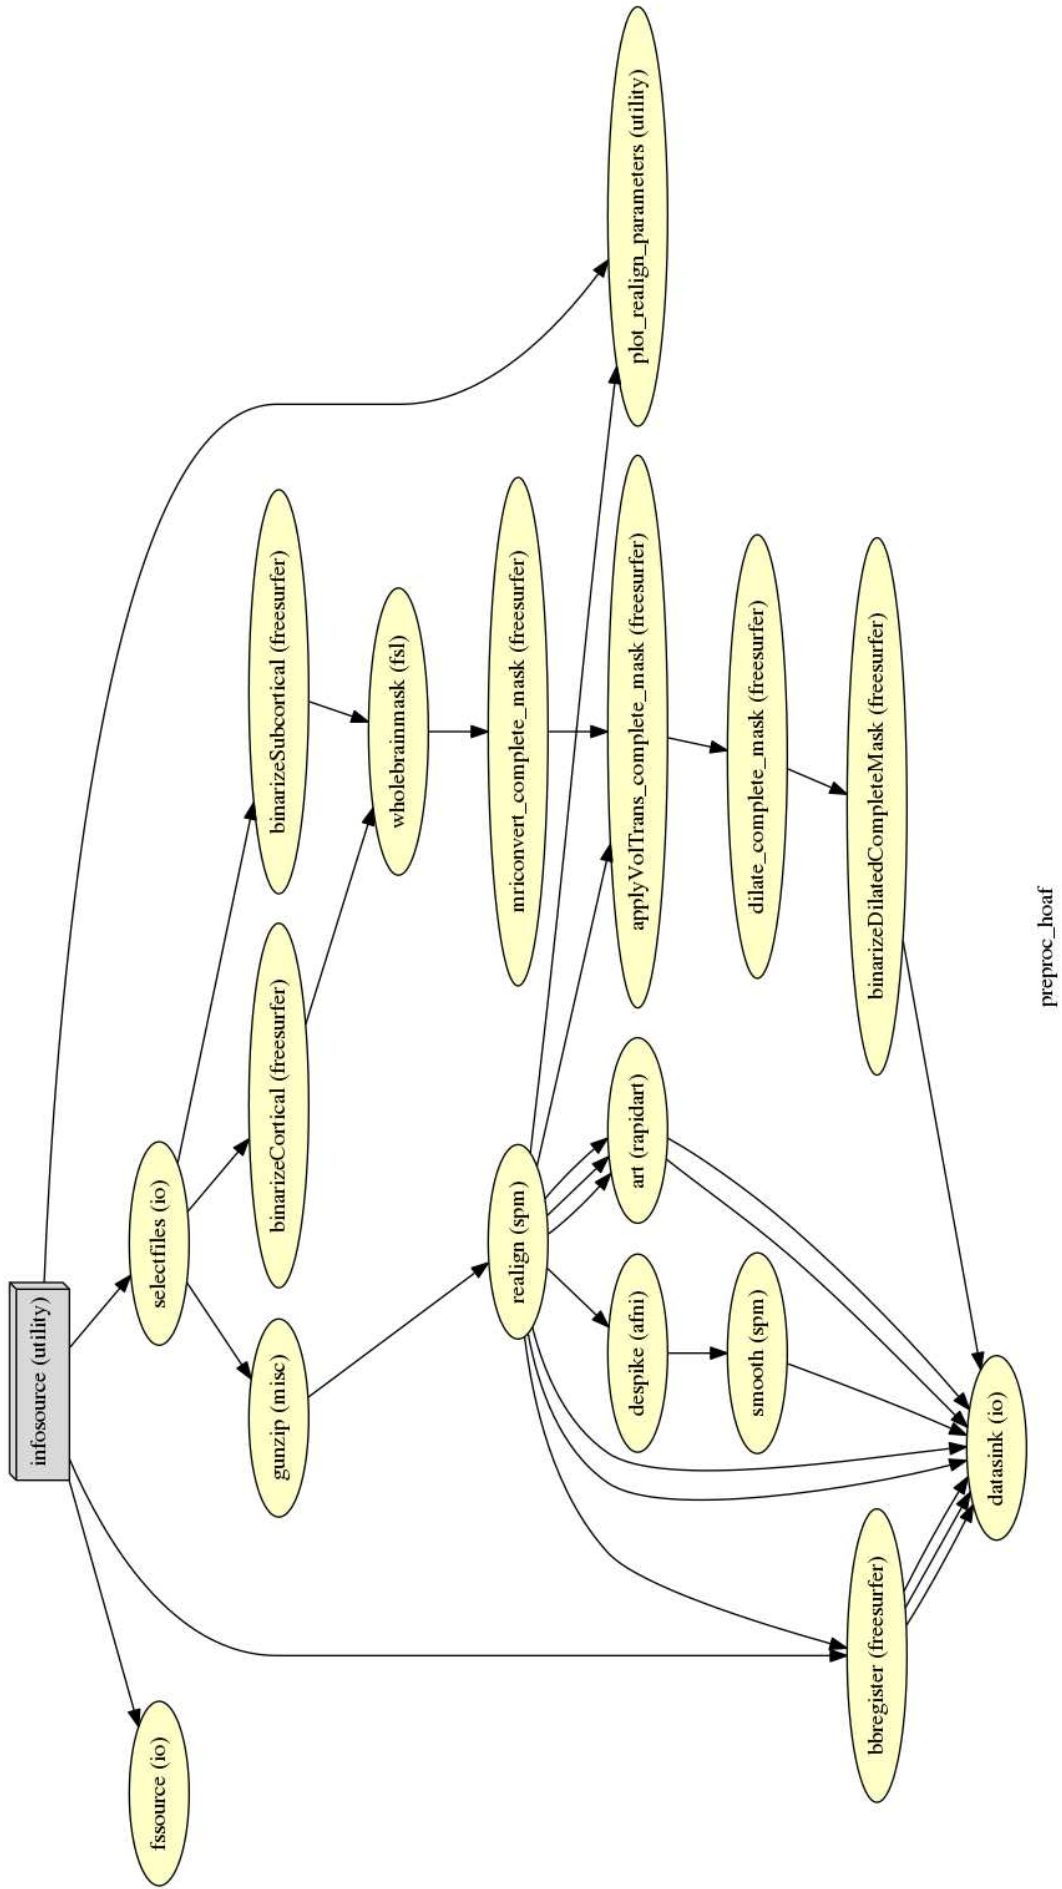 infosource (utility)
fssource (io)
selectfiles (io)
gunzip (misc)
binarizeCortical (freesurfer)
binarizeSubcortical (freesurfer)
wholebrainmask (fsl)
realign (spm)
mriconvert_complete_mask (freesurfer)
despike (afni)
art (rapidart)
applyVolTrans_complete_mask (freesurfer)
plot_realign_parameters (utility)
smooth (spm)
dilate_complete_mask (freesurfer)
bbregister (freesurfer)
binarizeDilatedCompleteMask (freesurfer)
datasink (io)
preproc_hoaf